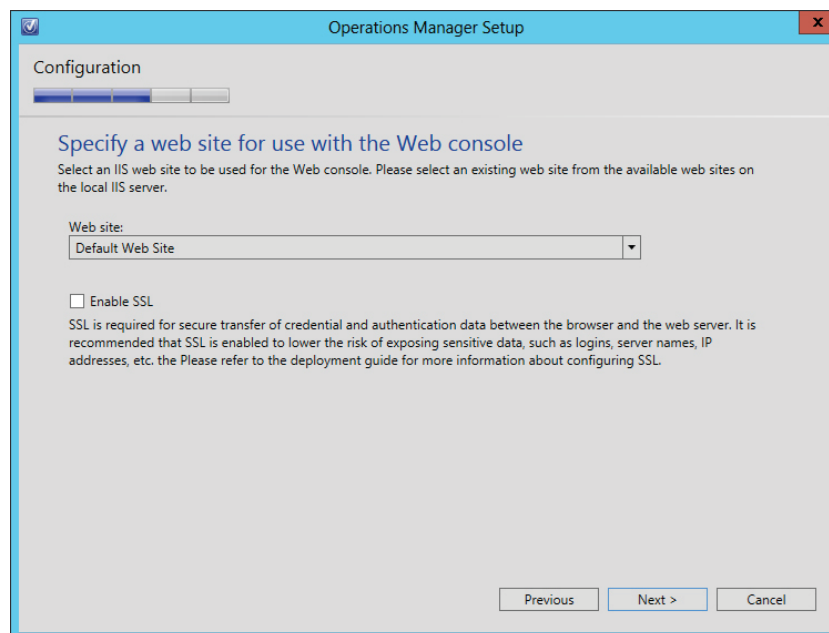 Operations Manager Setup
x
Configuration
Specify a web site for use with the Web console
Select an IIS web site to be used for the Web console. Please select an existing web site from the available web sites on
the local IIS server.
Web site:
Default Web Site
Enable SSL
SSL is required for secure transfer of credential and authentication data between the browser and the web server. It is
recommended that SSL is enabled to lower the risk of exposing sensitive data, such as logins, server names, IP
addresses, etc. the Please refer to the deployment guide for more information about configuring SSL.
Previous
Next >
Cancel